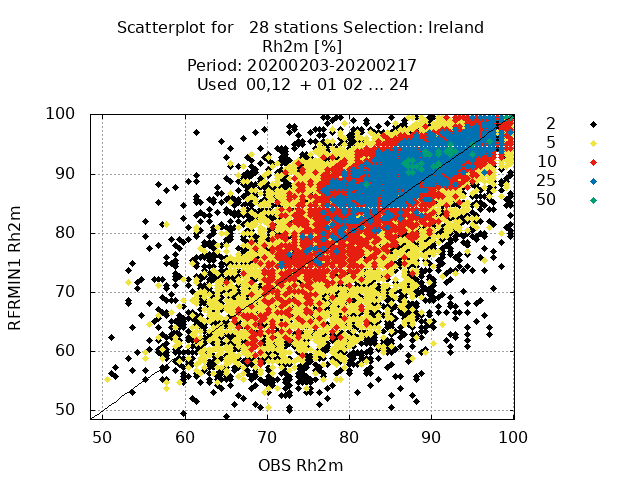 Scatterplot for   28 stations Selection: Ireland
Rh2m [%]
Period: 20200203-20200217
Used  00,12  + 01 02 ... 24
100
90
80
70
60
50
50 60 70 80 90 100
RFRMIN1 Rh2m
OBS Rh2m
2
5
10
25
50